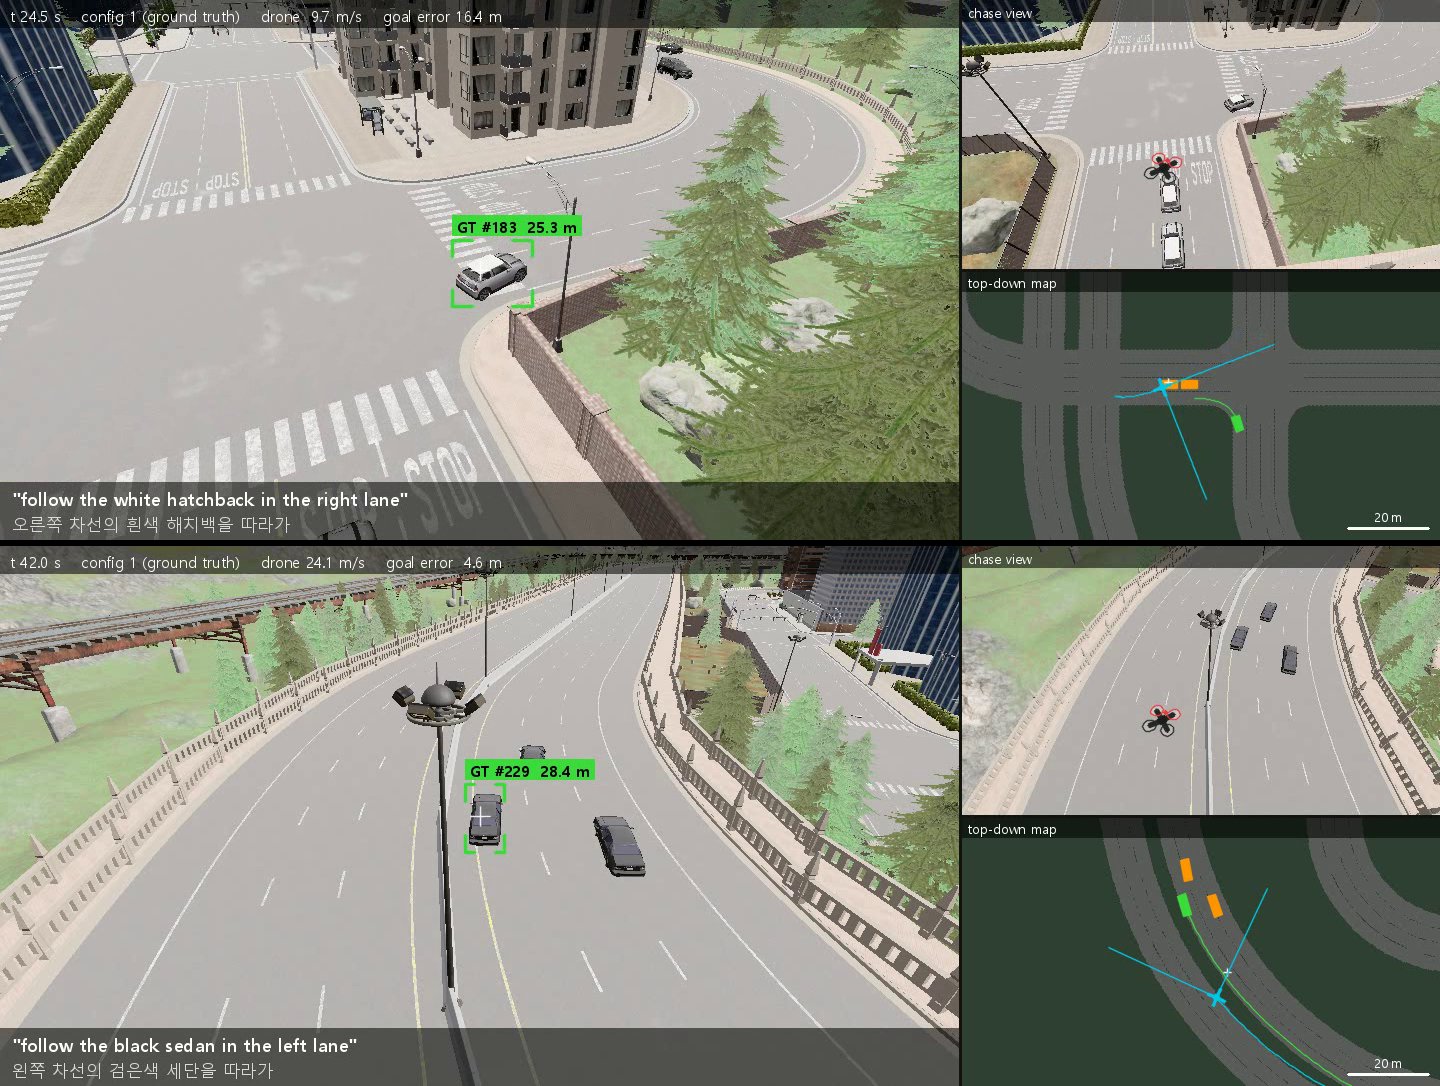 t 24.5 s config 1 (ground truth) drone 9.7 m/s goal error 16.4 m
STOP STOP
GT #183 25.3 m
STOP
"follow the white hatchback in the right lane"
오른쪽 차선의 흰색 해치백을 따라가
chase view
STOP
top-down map
20 m
t 42.0 s config 1 (ground truth) drone 24.1 m/s goal error 4.6 m
GT #229 28.4 m
"follow the black sedan in the left lane"
왼쪽 차선의 검은색 세단을 따라가
chase view
top-down map
20 m